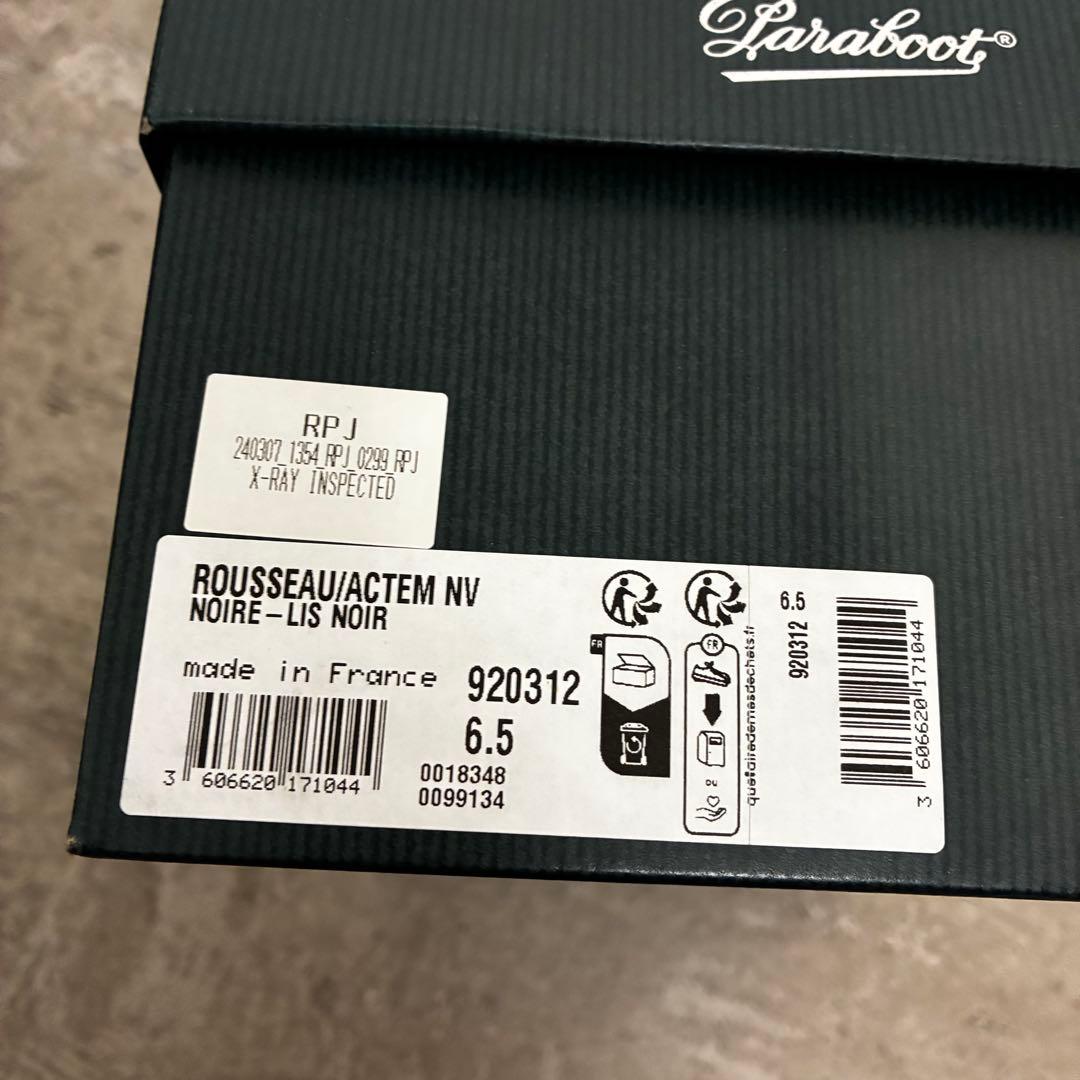 Paraboot®
RPJ
240307_1354_RPJ_0299_RPJ
X-RAY INSPECTED
ROUSSEAU/ACTEM NV
NOIRE-LIS NOIR
made in France
920312
6.5
3 606620 171044
0018348
0099134
FR
FR
OU
quefairedemesdechets.fr
6.5
920312
3 606620 171044